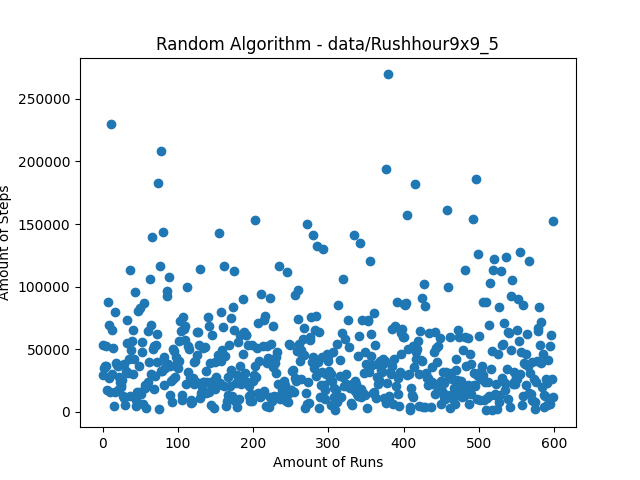 Random Algorithm - data/Rushhour9x9_5
250000
200000
150000
100000
50000
0
Amount of Steps
0 100 200 300 400 500 600
Amount of Runs